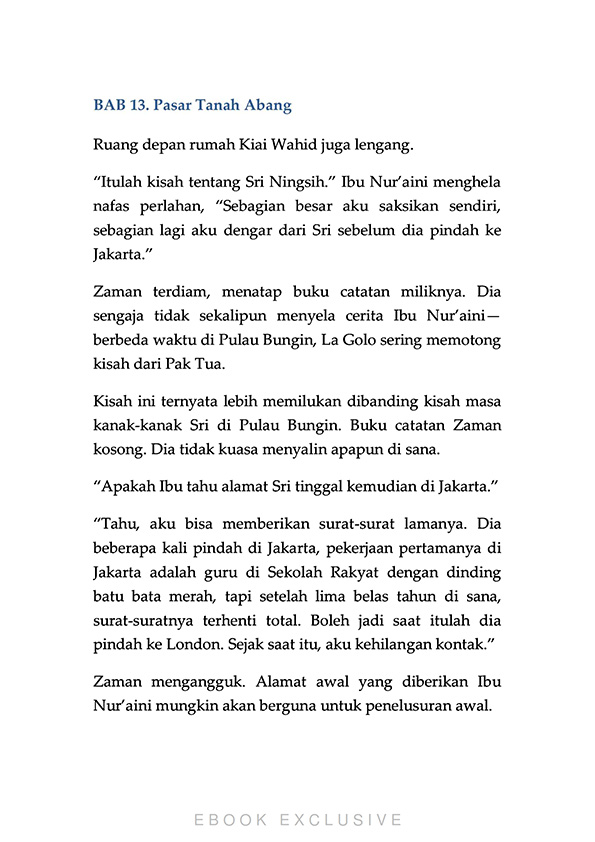 BAB 13. Pasar Tanah Abang
Ruang depan rumah Kiai Wahid juga lengang.
“Itulah kisah tentang Sri Ningsih.” Ibu Nur’aini menghela
nafas perlahan, “Sebagian besar aku saksikan sendiri,
sebagian lagi aku dengar dari Sri sebelum dia pindah ke
Jakarta.”
Zaman terdiam, menatap buku catatan miliknya. Dia
sengaja tidak sekalipun menyela cerita Ibu Nur’aini—
berbeda waktu di Pulau Bungin, La Golo sering memotong
kisah dari Pak Tua.
Kisah ini ternyata lebih memilukan dibanding kisah masa
kanak-kanak Sri di Pulau Bungin. Buku catatan Zaman
kosong. Dia tidak kuasa menyalin apapun di sana.
“Apakah Ibu tahu alamat Sri tinggal kemudian di Jakarta.”
“Tahu, aku bisa memberikan surat-surat lamanya. Dia
beberapa kali pindah di Jakarta, pekerjaan pertamanya di
Jakarta adalah guru di Sekolah Rakyat dengan dinding
batu bata merah, tapi setelah lima belas tahun di sana,
surat-suratnya terhenti total. Boleh jadi saat itulah dia
pindah ke London. Sejak saat itu, aku kehilangan kontak.”
Zaman mengangguk. Alamat awal yang diberikan Ibu
Nur’aini mungkin akan berguna untuk penelusuran awal.
EBOOK EXCLUSIVE